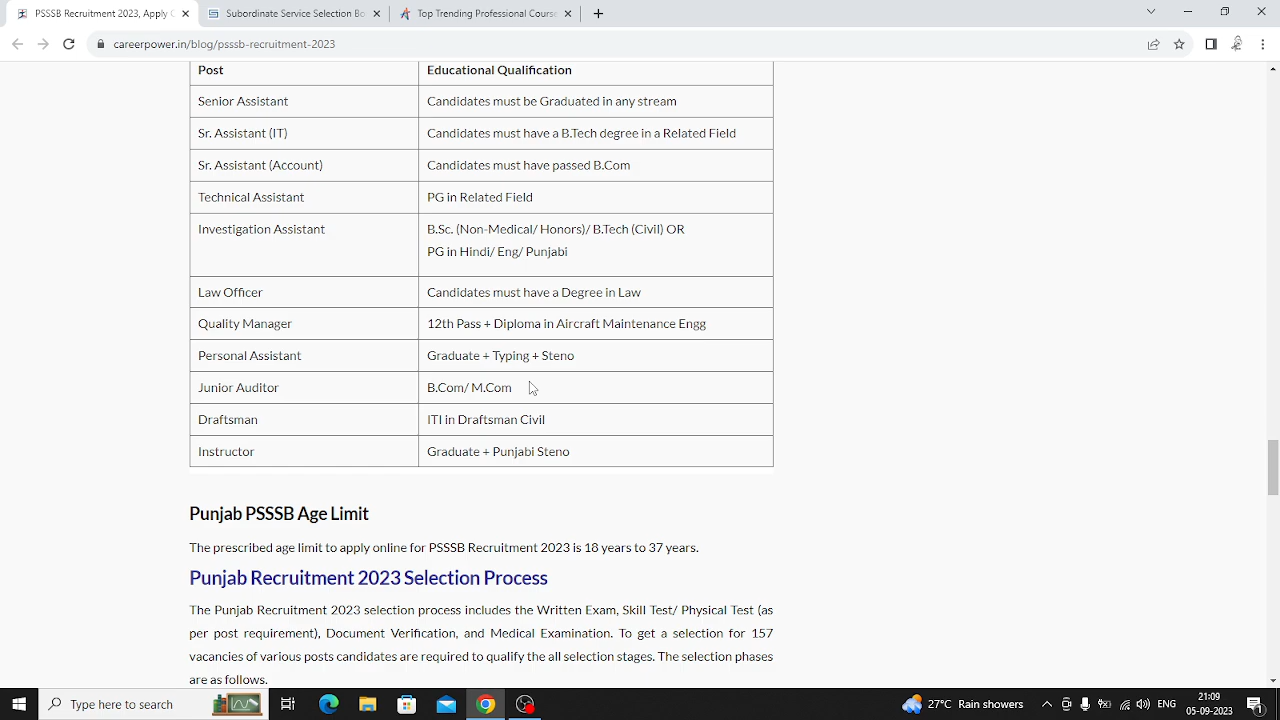 PSSSB Recruitment 2023, Apply
Subordinate Service Selection Bo
Top Trending Professional Course
careerpower.in/blog/psssb-recruitment-2023
Post Educational Qualification
Senior Assistant Candidates must be Graduated in any stream
Sr. Assistant (IT) Candidates must have a B.Tech degree in a Related Field
Sr. Assistant (Account) Candidates must have passed B.Com
Technical Assistant PG in Related Field
Investigation Assistant B.Sc. (Non-Medical/ Honors)/ B.Tech (Civil) OR
PG in Hindi/ Eng/ Punjabi
Law Officer Candidates must have a Degree in Law
Quality Manager 12th Pass + Diploma in Aircraft Maintenance Engg
Personal Assistant Graduate + Typing + Steno
Junior Auditor B.Com/ M.Com
Draftsman ITI in Draftsman Civil
Instructor Graduate + Punjabi Steno
Punjab PSSSB Age Limit
The prescribed age limit to apply online for PSSSB Recruitment 2023 is 18 years to 37 years.
Punjab Recruitment 2023 Selection Process
The Punjab Recruitment 2023 selection process includes the Written Exam, Skill Test/ Physical Test (as
per post requirement), Document Verification, and Medical Examination. To get a selection for 157
vacancies of various posts candidates are required to qualify the all selection stages. The selection phases
are as follows.
Type here to search
27°C Rain showers
ENG
21:09
05-09-2023
1